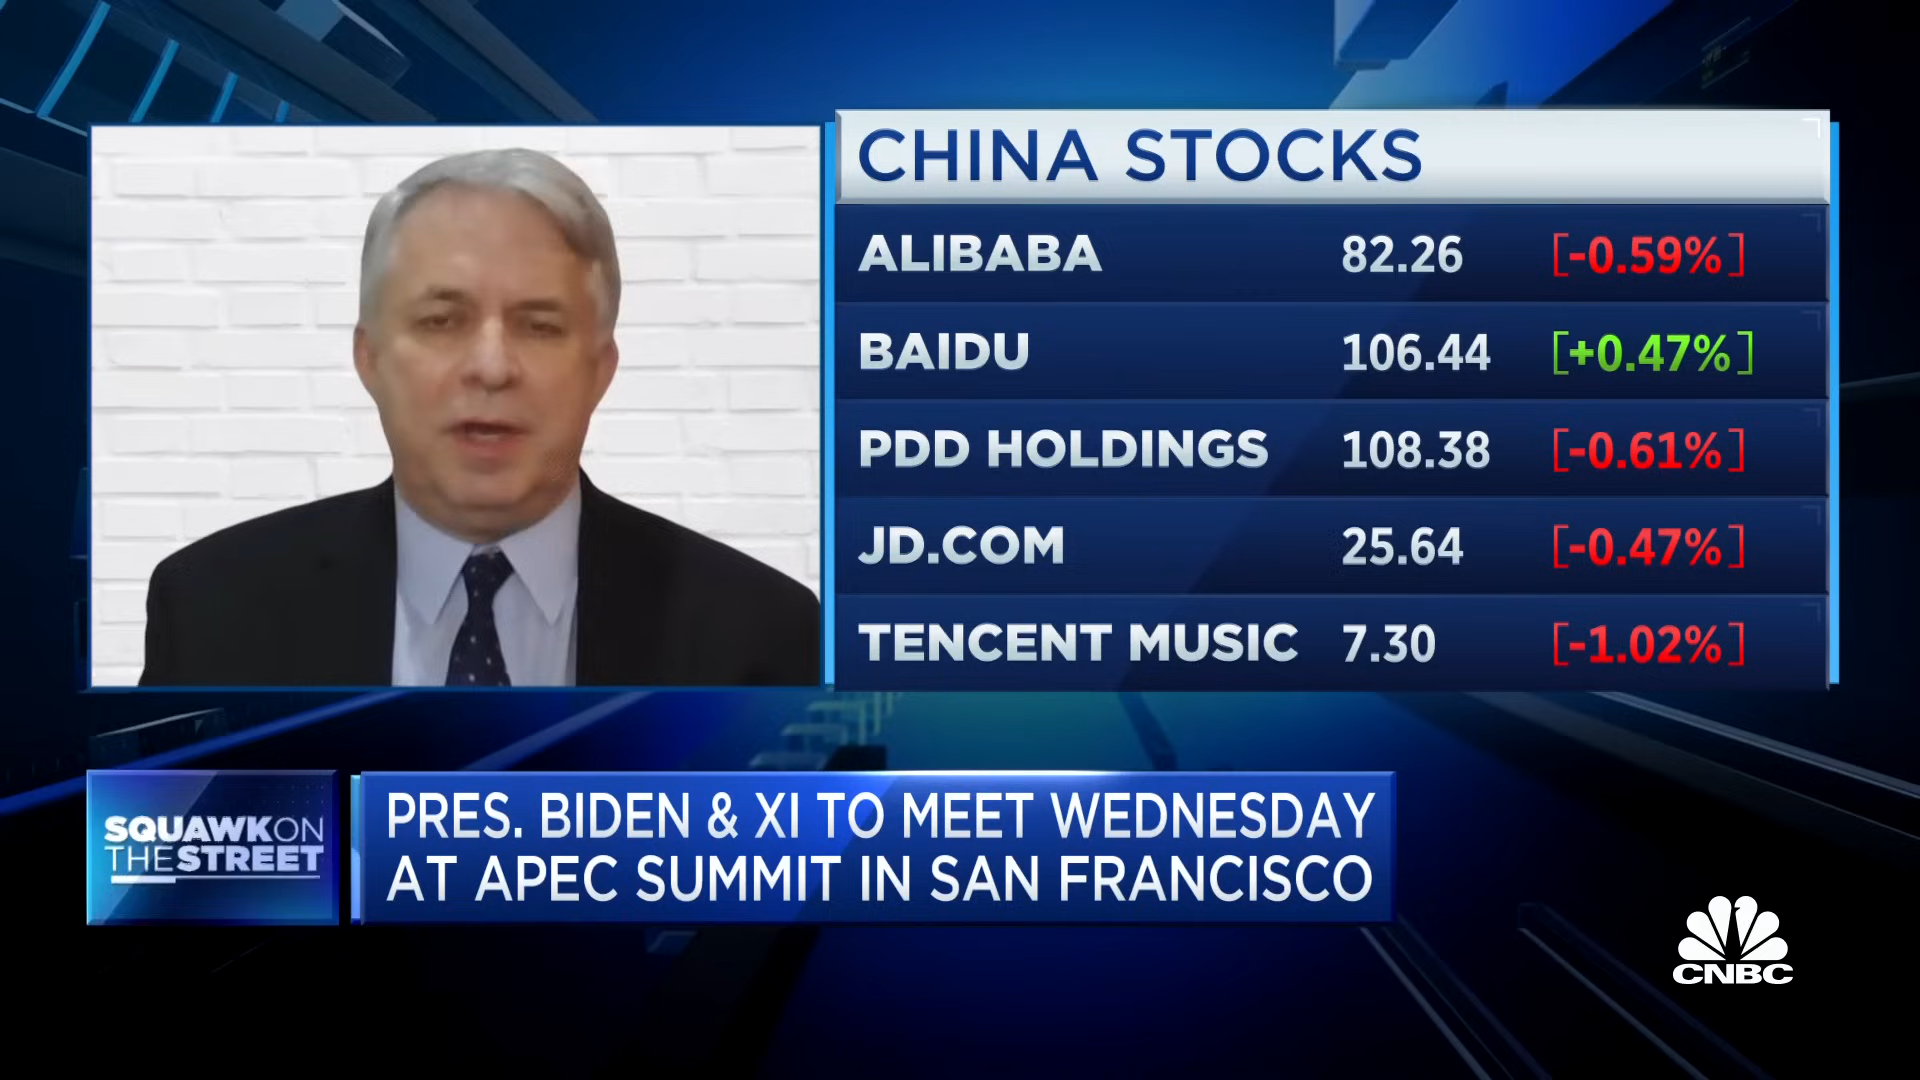 CHINA STOCKS
ALIBABA 82.26 [-0.59%]
BAIDU 106.44 [+0.47%]
PDD HOLDINGS 108.38 [-0.61%]
JD.COM 25.64 [-0.47%]
TENCENT MUSIC 7.30 [-1.02%]
SQUAWK ON
THE STREET
PRES. BIDEN & XI TO MEET WEDNESDAY
AT APEC SUMMIT IN SAN FRANCISCO
CNBC